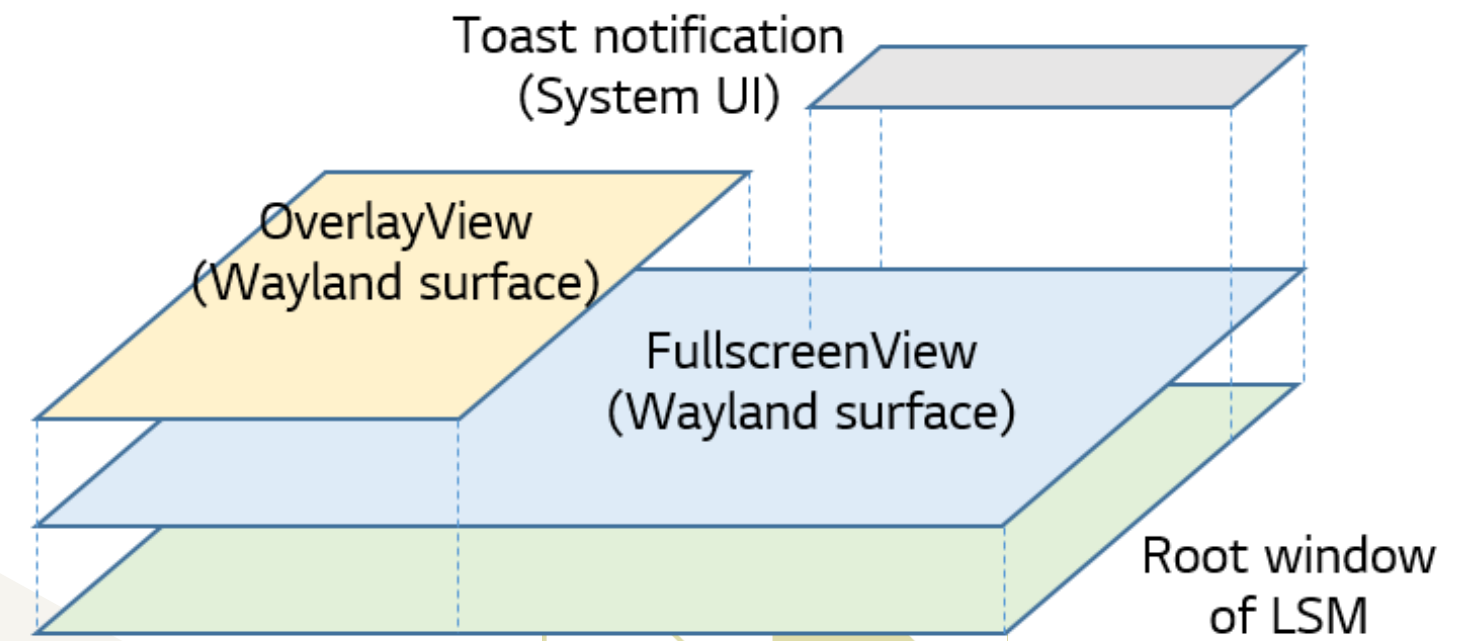 Toast notification
(System UI)
OverlayView
(Wayland surface)
FullscreenView
(Wayland surface)
Root window
of LSM